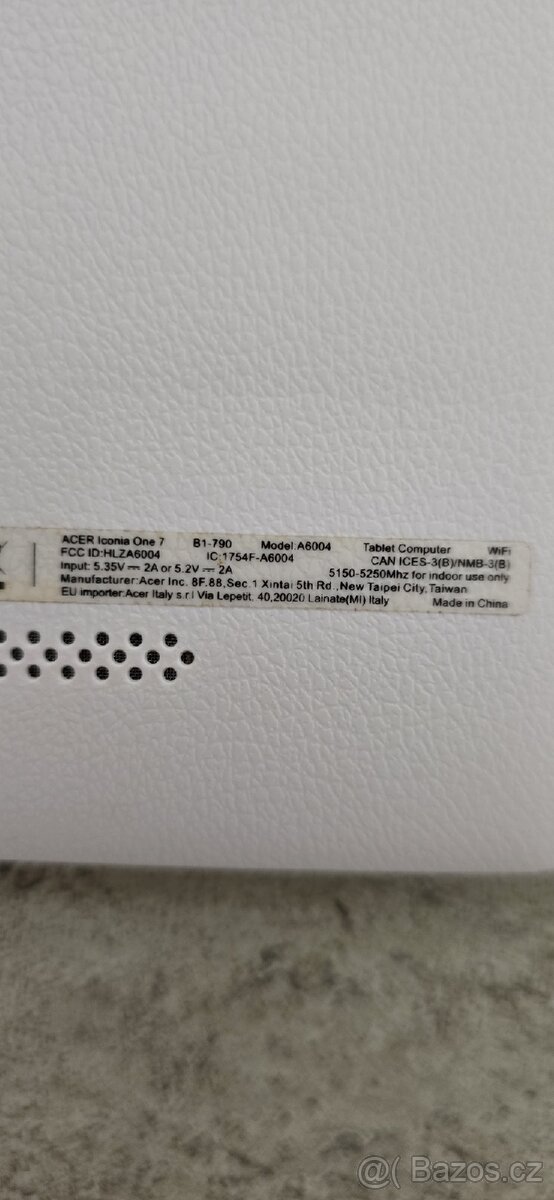 ACER Iconia One 7 B1-790 Model:A6004 Tablet Computer WiFi
FCC ID:HLZA6004 IC:1754F-A6004 CAN ICES-3(B)/NMB-3(B)
Input: 5.35V⎓2A or 5.2V⎓2A 5150-5250Mhz for indoor use only
Manufacturer:Acer Inc. 8F.88,Sec.1 Xintai 5th Rd.,New Taipei City,Taiwan
EU importer:Acer Italy s.r.l Via Lepetit, 40,20020 Lainate(MI) Italy Made in China
@( Bazos.cz